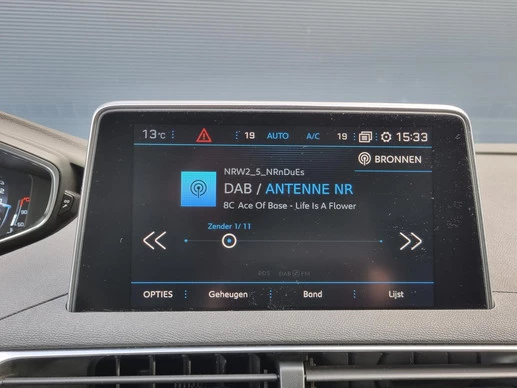 13°C 19 AUTO A/C 19 15:33
BRONNEN
NRW2_5_NRnDuEs
DAB / ANTENNE NR
8C Ace Of Base - Life Is A Flower
Zender 1/ 11
OPTIES Geheugen Band Lijst